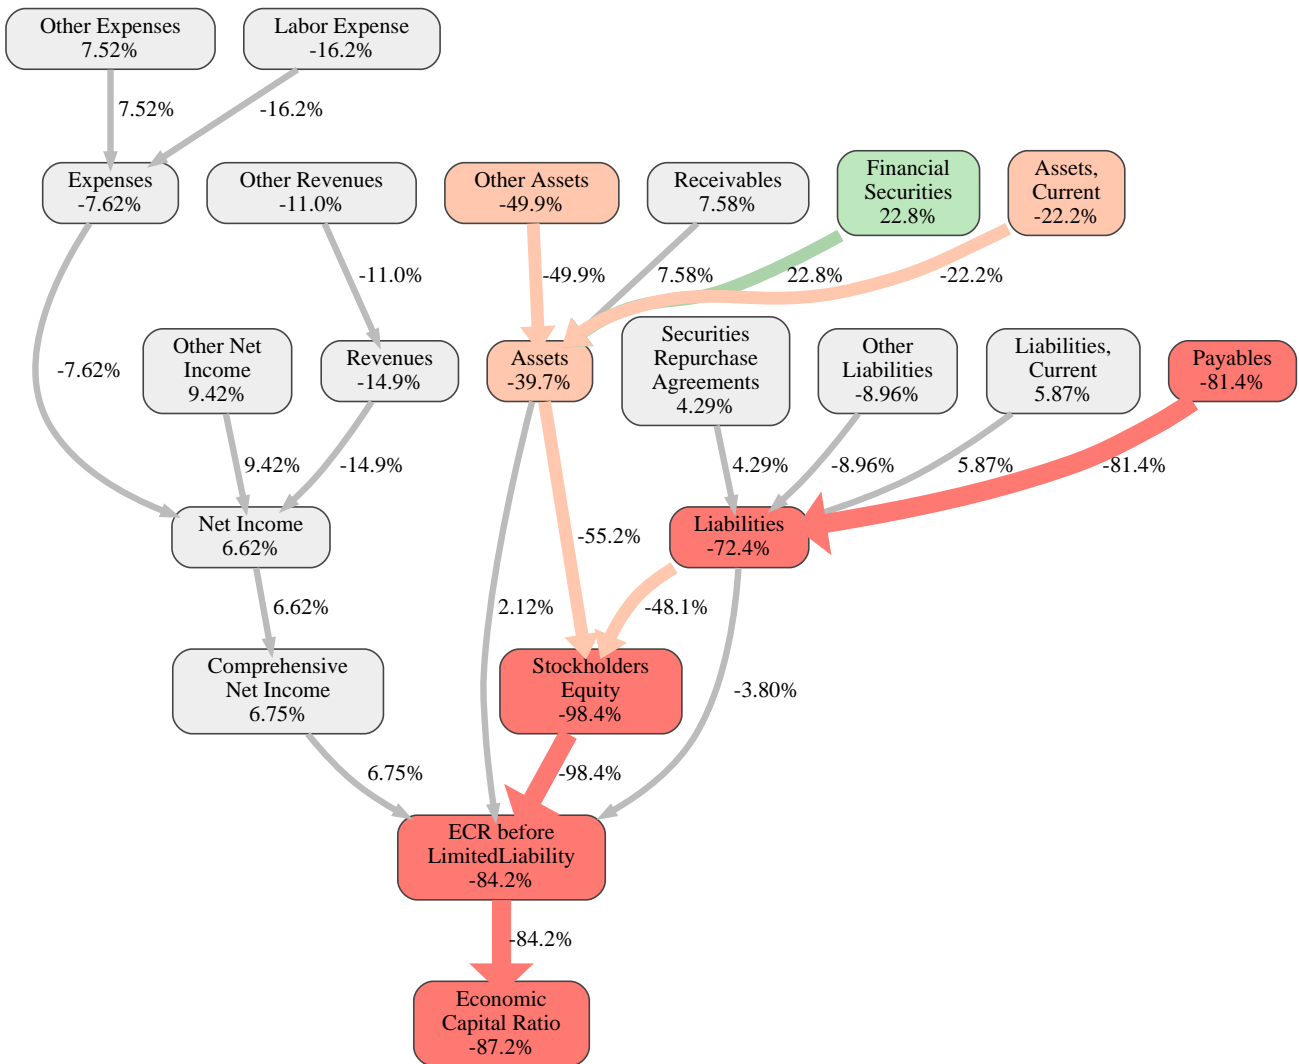 Other Expenses
7.52%
Labor Expense
-16.2%
7.52%
-16.2%
Expenses
-7.62%
Other Revenues
-11.0%
Other Assets
-49.9%
Receivables
7.58%
Financial
Securities
22.8%
Assets,
Current
-22.2%
-11.0%
-49.9%
7.58%
22.8%
-22.2%
-7.62%
Other Net
Income
9.42%
Revenues
-14.9%
Assets
-39.7%
Securities
Repurchase
Agreements
4.29%
Other
Liabilities
-8.96%
Liabilities,
Current
5.87%
Payables
-81.4%
9.42%
-14.9%
4.29%
-8.96%
5.87%
-81.4%
Net Income
6.62%
-55.2%
Liabilities
-72.4%
6.62%
2.12%
-48.1%
Comprehensive
Net Income
6.75%
Stockholders
Equity
-98.4%
-3.80%
6.75%
-98.4%
ECR before
LimitedLiability
-84.2%
-84.2%
Economic
Capital Ratio
-87.2%